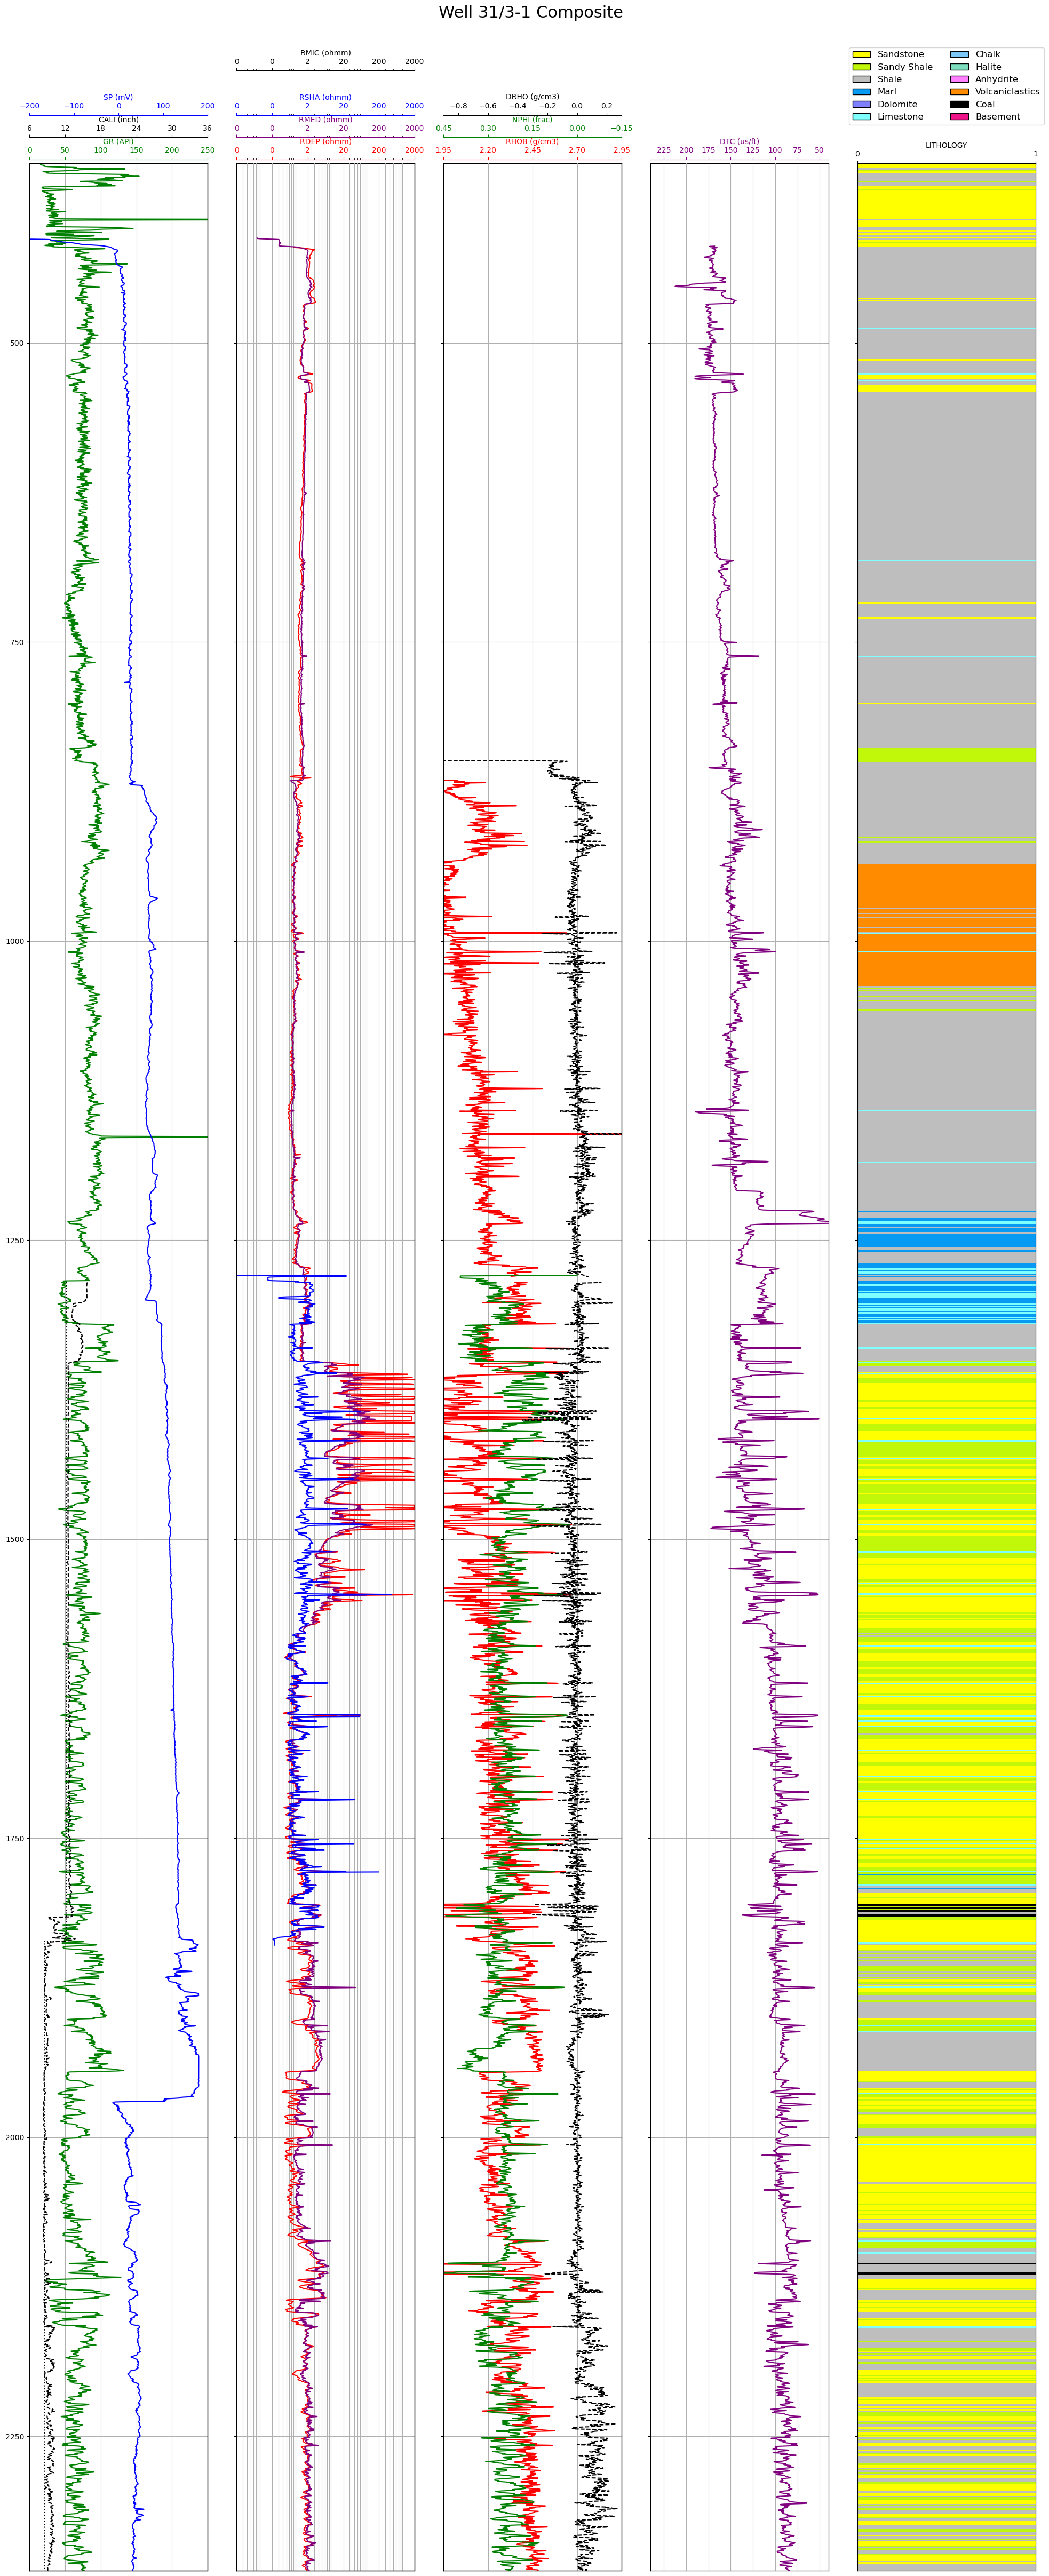 Well 31/3-1 Composite
RMIC (ohmm)
0 0 2 20 200 2000
Sandstone Chalk
Sandy Shale Halite
Shale Anhydrite
Marl Volcaniclastics
Dolomite Coal
Limestone Basement
SP (mV) RSHA (ohmm) DRHO (g/cm3)
−200 −100 0 100 200 0 0 2 20 200 2000 −0.8 −0.6 −0.4 −0.2 0.0 0.2
CALI (inch) RMED (ohmm) NPHI (frac)
6 12 18 24 30 36 0 0 2 20 200 2000 0.45 0.30 0.15 0.00 −0.15
GR (API) RDEP (ohmm) RHOB (g/cm3) DTC (us/ft) LITHOLOGY
0 50 100 150 200 250 0 0 2 20 200 2000 1.95 2.20 2.45 2.70 2.95 225 200 175 150 125 100 75 50 0 1
500
750
1000
1250
1500
1750
2000
2250